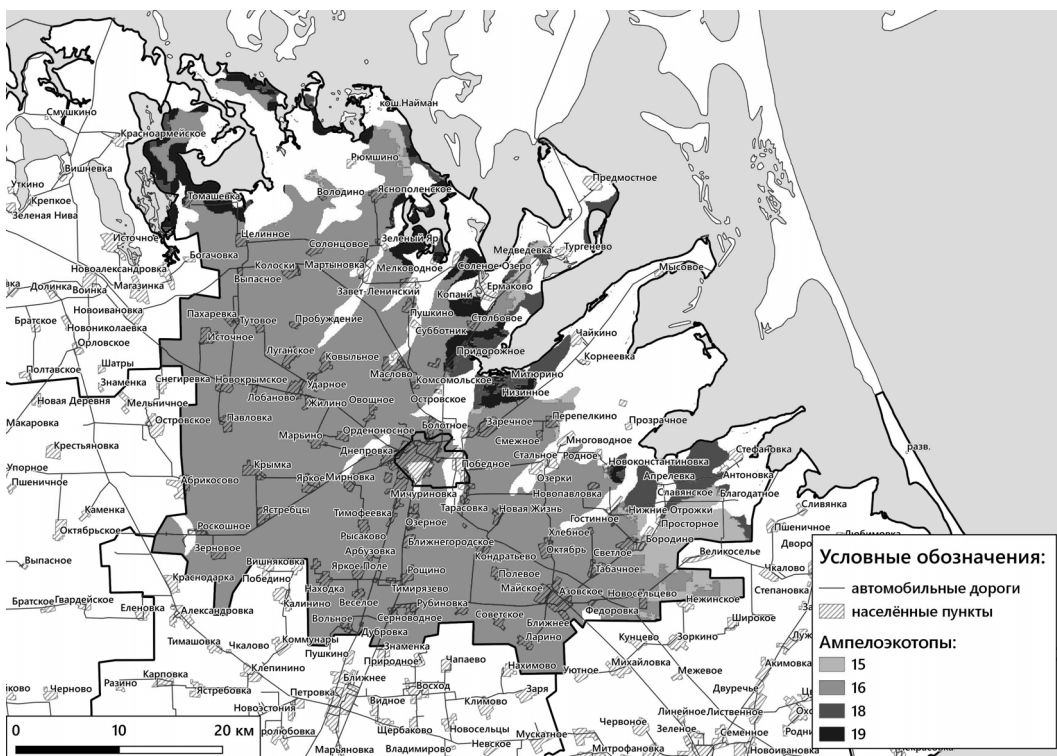 кош.Найман
Смушкино
Красноармейское
Рюмшино
Вишневка
Предмостное
Уткино
Володино
Яснополенское
Томашевка
Крепкое
Зеленая Нива
Источное
Целинное
Солонцовое
Зеленый Яр
Медведевка
Тургенево
Богачовка
Колоски
Мартыновка
Мелководное
Соленое Озеро
Мысовое
Новоалександровка
Выпасное
Долинка
Воинка
Магазинка
Завет-Ленинский
Копани
Ермаково
Новоивановка
Пахаревка
Тутовое
Пробуждение
Пушкино
Столбовое
Братское
Новониколаевка
Субботник
Чайкино
Орловское
Источное
Луганское
Ковыльное
Придорожное
Корнеевка
Полтавское
Шатры
Маслово
Митюрино
Знаменка
Снегиревка
Новокрымское
Ударное
Комсомольское
Новая Деревня
Мельничное
Лобаново
Жилино
Овощное
Островское
Низинное
Макаровка
Островское
Павловка
Заречное
Перепелкино
Прозрачное
Марьино
Орденоносное
Болотное
Смежное
Многоводное
Крестьяновка
Днепровка
Стальное
Родное
Стефановка
разв.
Упорное
Крымка
Победное
Новоконстантиновка
Пшеничное
Абрикосово
Яркое
Мирновка
Озерки
Апрелевка
Антоновка
Мичуриновка
Новопавловка
Славянское
Благодатное
Каменка
Ястребцы
Тимофеевка
Тарасовка
Новая Жизнь
Нижние Отрожки
Сливянка
Октябрьское
Роскошное
Озерное
Гостинное
Просторное
Рысаково
Хлебное
Бородино
Пшеничное
Любимовка
Выпасное
Зерновое
Арбузовка
Ближнегородское
Октябрь
Светлое
Великоселье
Вишняковка
Яркое Поле
Кондратьево
Табачное
Чкалово
Краснодарка
Победино
Рощино
Полевое
Находка
Тимирязево
Майское
Азовское
Новосельцево
Степановка
Братское
Гвардейское
Калинино
Веселое
Рубиновка
Нежинское
Еленовка
Александровка
Вольное
Серноводное
Советское
Федоровка
Широкое
Ближнее
Тимашовка
Коммунары
Дубровка
Ларино
Кунцево
Зоркино
Чкалово
Пушкино
Знаменка
Природное
Чапаево
Нахимово
Михайловка
Клепинино
Уютное
Межевое
Акимовка
Карповка
Ближнее
Черново
Разино
Ястребовка
Петровка
Восход
Заря
Двуречье
Видное
Климово
Новоэстония
Линейное
Лиственное
Щербаково
Новосельцы
Червоное
Зеленое
Семенное
Мускатное
Невское
Марьяновка
Владимирово
Митрофановка
Новоивановка
Условные обозначения:
автомобильные дороги
населённые пункты
Ампелоэкотопы:
15
16
18
19
0 10 20 км